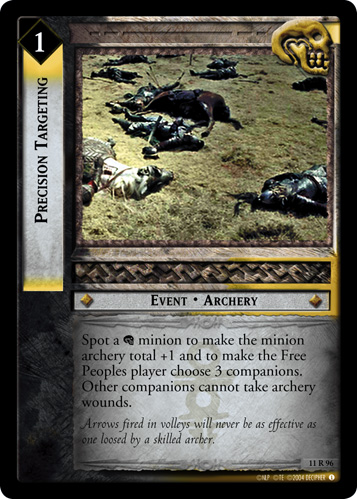 1
PRECISION TARGETING
EVENT • ARCHERY
Spot a minion to make the minion
archery total +1 and to make the Free
Peoples player choose 3 companions.
Other companions cannot take archery
wounds.
Arrows fired in volleys will never be as effective as
one loosed by a skilled archer.
11 R 96
©NLP ©TE ©2004 DECIPHER